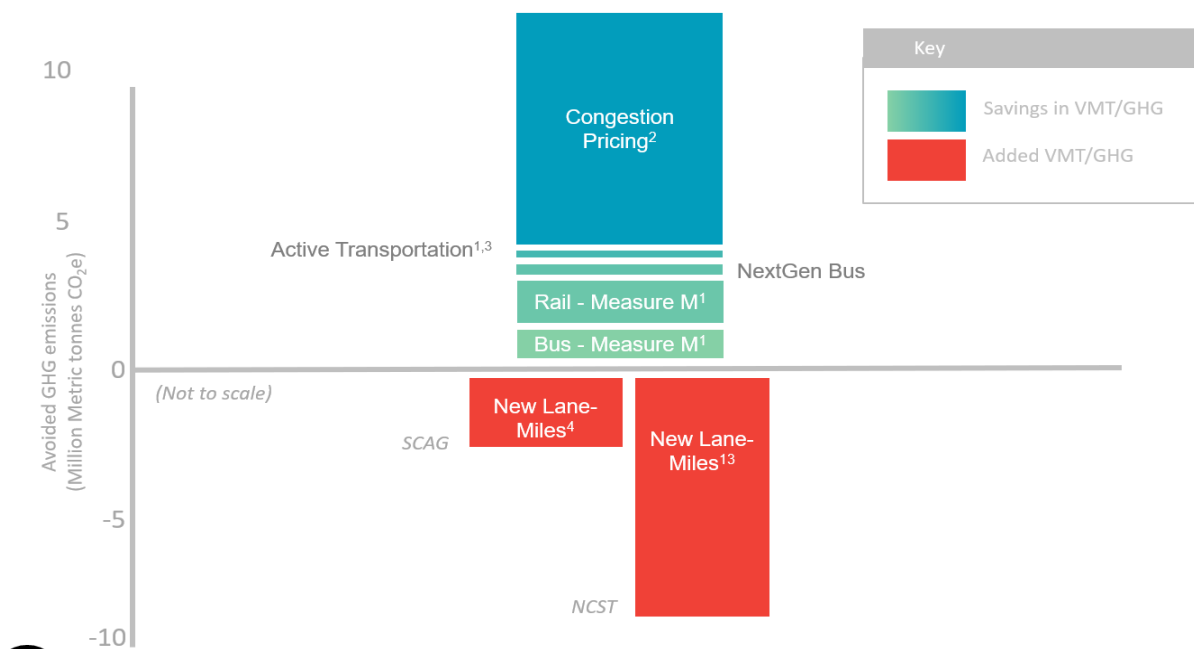 Key
Savings in VMT/GHG
Added VMT/GHG
10
5
0
-5
-10
Avoided GHG emissions
(Million Metric tonnes CO₂e)
Congestion
Pricing²
Active Transportation¹,³
NextGen Bus
Rail - Measure M¹
Bus - Measure M¹
(Not to scale)
New Lane-
Miles⁴
SCAG
New Lane-
Miles¹³
NCST